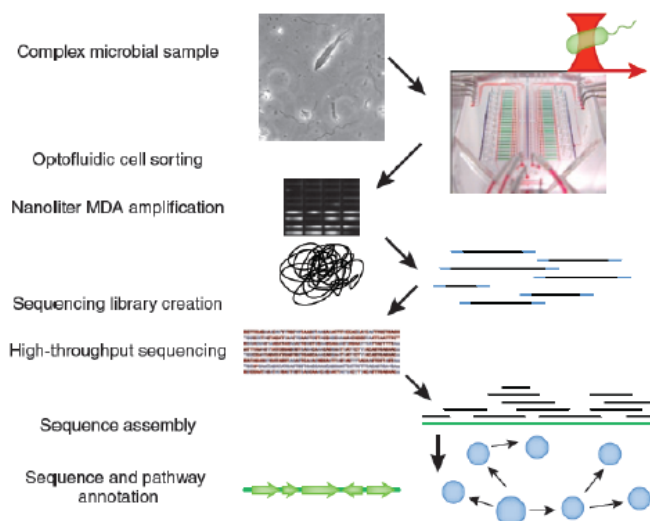 Complex microbial sample
Optofluidic cell sorting
Nanoliter MDA amplification
Sequencing library creation
High-throughput sequencing
Sequence assembly
Sequence and pathway
annotation